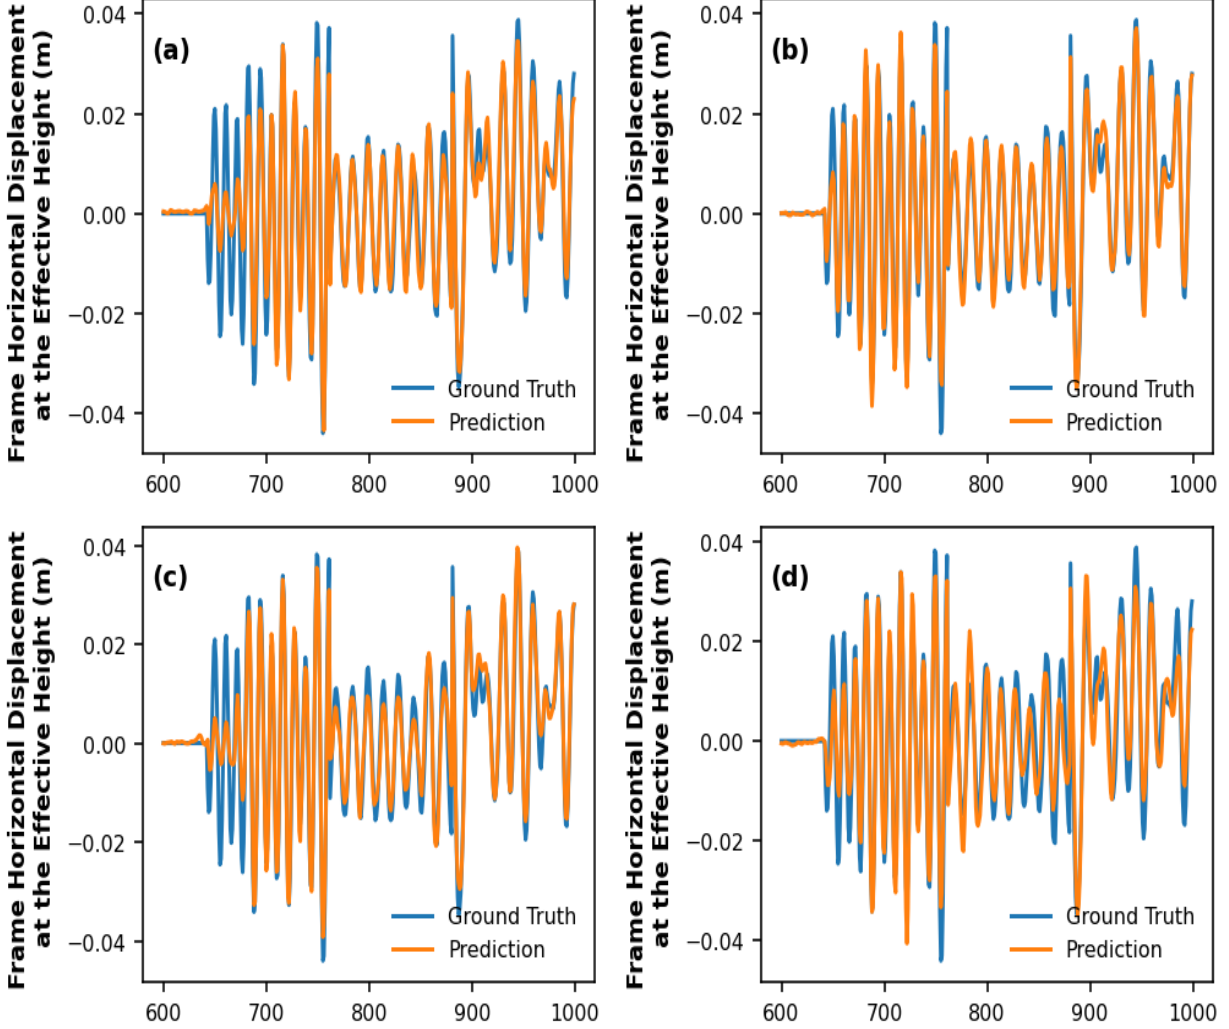 Frame Horizontal Displacement
at the Effective Height (m)
0.04
0.02
0.00
−0.02
−0.04
(a)
Ground Truth
Prediction
600
700
800
900
1000
Frame Horizontal Displacement
at the Effective Height (m)
0.04
0.02
0.00
−0.02
−0.04
(b)
Ground Truth
Prediction
600
700
800
900
1000
Frame Horizontal Displacement
at the Effective Height (m)
0.04
0.02
0.00
−0.02
−0.04
(c)
Ground Truth
Prediction
600
700
800
900
1000
Frame Horizontal Displacement
at the Effective Height (m)
0.04
0.02
0.00
−0.02
−0.04
(d)
Ground Truth
Prediction
600
700
800
900
1000